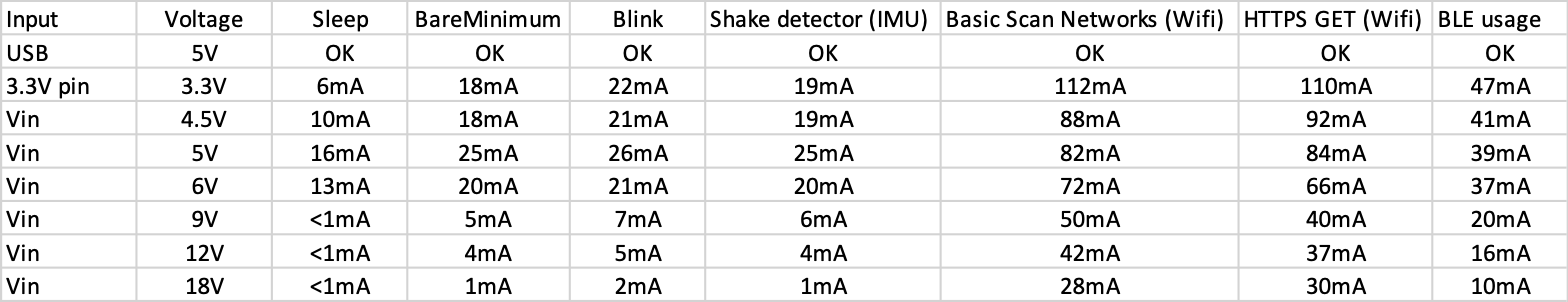 Input Voltage Sleep BareMinimum Blink Shake detector (IMU) Basic Scan Networks (Wifi) HTTPS GET (Wifi) BLE usage
USB 5V OK OK OK OK OK OK OK
3.3V pin 3.3V 6mA 18mA 22mA 19mA 112mA 110mA 47mA
Vin 4.5V 10mA 18mA 21mA 19mA 88mA 92mA 41mA
Vin 5V 16mA 25mA 26mA 25mA 82mA 84mA 39mA
Vin 6V 13mA 20mA 21mA 20mA 72mA 66mA 37mA
Vin 9V <1mA 5mA 7mA 6mA 50mA 40mA 20mA
Vin 12V <1mA 4mA 5mA 4mA 42mA 37mA 16mA
Vin 18V <1mA 1mA 2mA 1mA 28mA 30mA 10mA